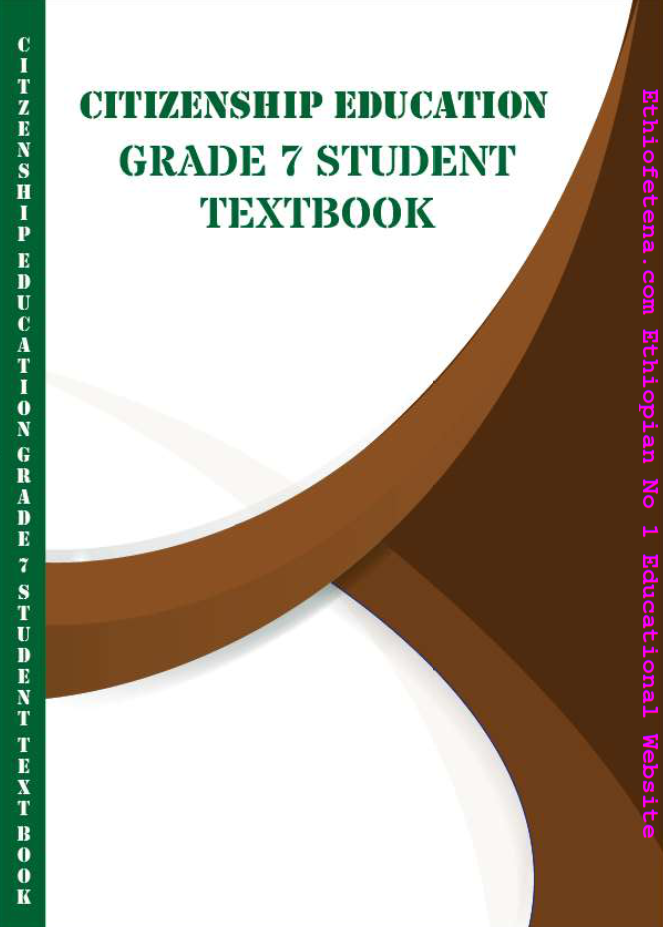 CITIZENSHIP EDUCATION
GRADE 7 STUDENT
TEXTBOOK
CITZENSHIP EDUCATION GRADE 7 STUDENT TEXT BOOK
Ethiofetena.com Ethiopian No 1 Educational Website